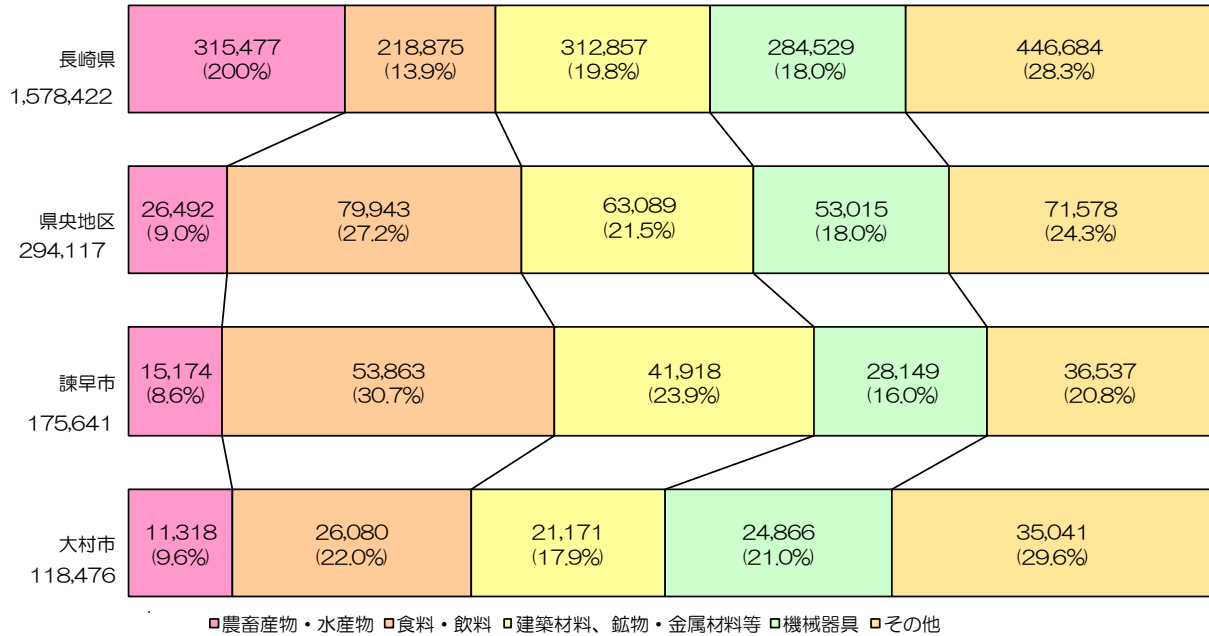 315,477 218,875 312,857 284,529 446,684
長崎県 (200%) (13.9%) (19.8%) (18.0%) (28.3%)
1,578,422
26,492 79,943 63,089 53,015 71,578
県央地区 (9.0%) (27.2%) (21.5%) (18.0%) (24.3%)
294,117
15,174 53,863 41,918 28,149 36,537
諫早市 (8.6%) (30.7%) (23.9%) (16.0%) (20.8%)
175,641
11,318 26,080 21,171 24,866 35,041
大村市 (9.6%) (22.0%) (17.9%) (21.0%) (29.6%)
118,476
農畜産物・水産物 食料・飲料 建築材料、鉱物・金属材料等 機械器具 その他